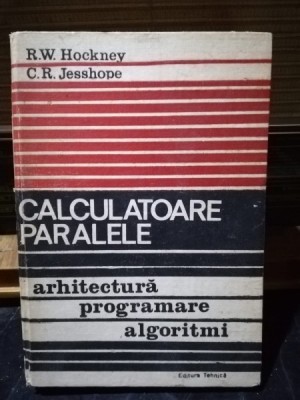 R.W. Hockney
C.R. Jesshope
CALCULATOARE
PARALELE
arhitectură
programare
algoritmi
Editura Tehnică